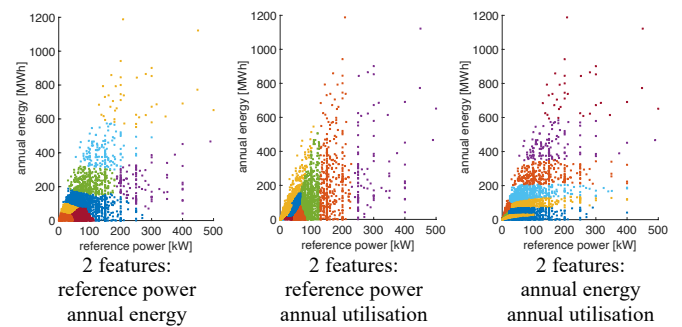 1200
1000
800
600
400
200
0
annual energy [MWh]
0 100 200 300 400 500
reference power [kW]
2 features:
reference power
annual energy
1200
1000
800
600
400
200
0
annual energy [MWh]
0 100 200 300 400 500
reference power [kW]
2 features:
reference power
annual utilisation
1200
1000
800
600
400
200
0
annual energy [MWh]
0 100 200 300 400 500
reference power [kW]
2 features:
annual energy
annual utilisation